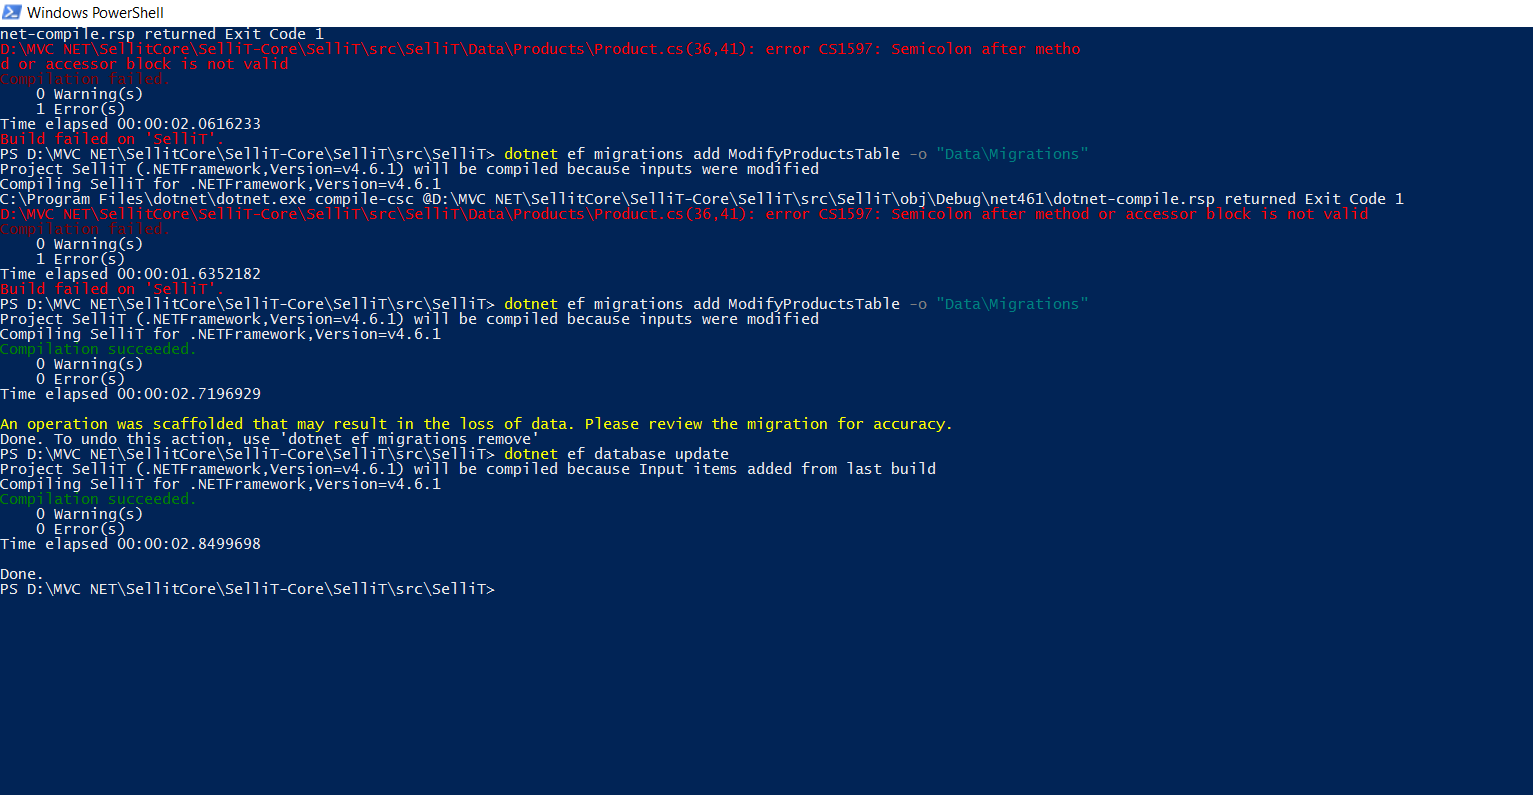 Windows PowerShell
net-compile.rsp returned Exit Code 1
D:\MVC NET\SellitCore\SelliT-Core\SelliT\src\SelliT\Data\Products\Product.cs(36,41): error CS1597: Semicolon after metho
d or accessor block is not valid
Compilation failed.
    0 Warning(s)
    1 Error(s)
Time elapsed 00:00:02.0616233
Build failed on 'SelliT'.
PS D:\MVC NET\SellitCore\SelliT-Core\SelliT\src\SelliT> dotnet ef migrations add ModifyProductsTable -o "Data\Migrations"
Project SelliT (.NETFramework,Version=v4.6.1) will be compiled because inputs were modified
Compiling SelliT for .NETFramework,Version=v4.6.1
C:\Program Files\dotnet\dotnet.exe compile-csc @D:\MVC NET\SellitCore\SelliT-Core\SelliT\src\SelliT\obj\Debug\net461\dotnet-compile.rsp returned Exit Code 1
D:\MVC NET\SellitCore\SelliT-Core\SelliT\src\SelliT\Data\Products\Product.cs(36,41): error CS1597: Semicolon after method or accessor block is not valid
Compilation failed.
    0 Warning(s)
    1 Error(s)
Time elapsed 00:00:01.6352182
Build failed on 'SelliT'.
PS D:\MVC NET\SellitCore\SelliT-Core\SelliT\src\SelliT> dotnet ef migrations add ModifyProductsTable -o "Data\Migrations"
Project SelliT (.NETFramework,Version=v4.6.1) will be compiled because inputs were modified
Compiling SelliT for .NETFramework,Version=v4.6.1
Compilation succeeded.
    0 Warning(s)
    0 Error(s)
Time elapsed 00:00:02.7196929
An operation was scaffolded that may result in the loss of data. Please review the migration for accuracy.
Done. To undo this action, use 'dotnet ef migrations remove'
PS D:\MVC NET\SellitCore\SelliT-Core\SelliT\src\SelliT> dotnet ef database update
Project SelliT (.NETFramework,Version=v4.6.1) will be compiled because Input items added from last build
Compiling SelliT for .NETFramework,Version=v4.6.1
Compilation succeeded.
    0 Warning(s)
    0 Error(s)
Time elapsed 00:00:02.8499698
Done.
PS D:\MVC NET\SellitCore\SelliT-Core\SelliT\src\SelliT>